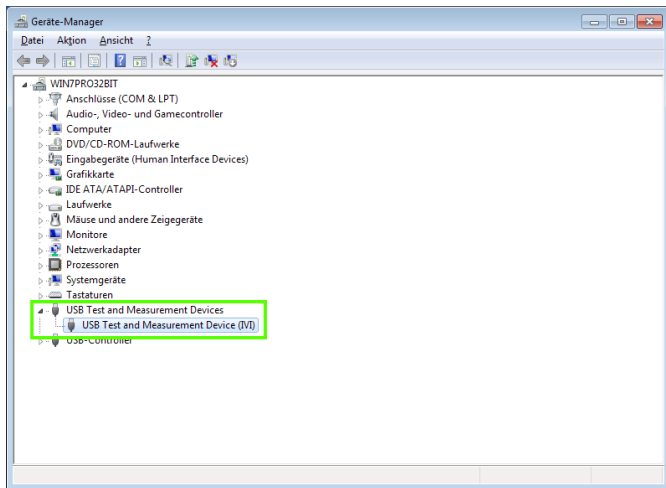 Geräte-Manager
Datei Aktion Ansicht ?
WIN7PRO32BIT
Anschlüsse (COM & LPT)
Audio-, Video- und Gamecontroller
Computer
DVD/CD-ROM-Laufwerke
Eingabegeräte (Human Interface Devices)
Grafikkarte
IDE ATA/ATAPI-Controller
Laufwerke
Mäuse und andere Zeigegeräte
Monitore
Netzwerkadapter
Prozessoren
Systemgeräte
Tastaturen
USB Test and Measurement Devices
USB Test and Measurement Device (IVI)
USB-Controller